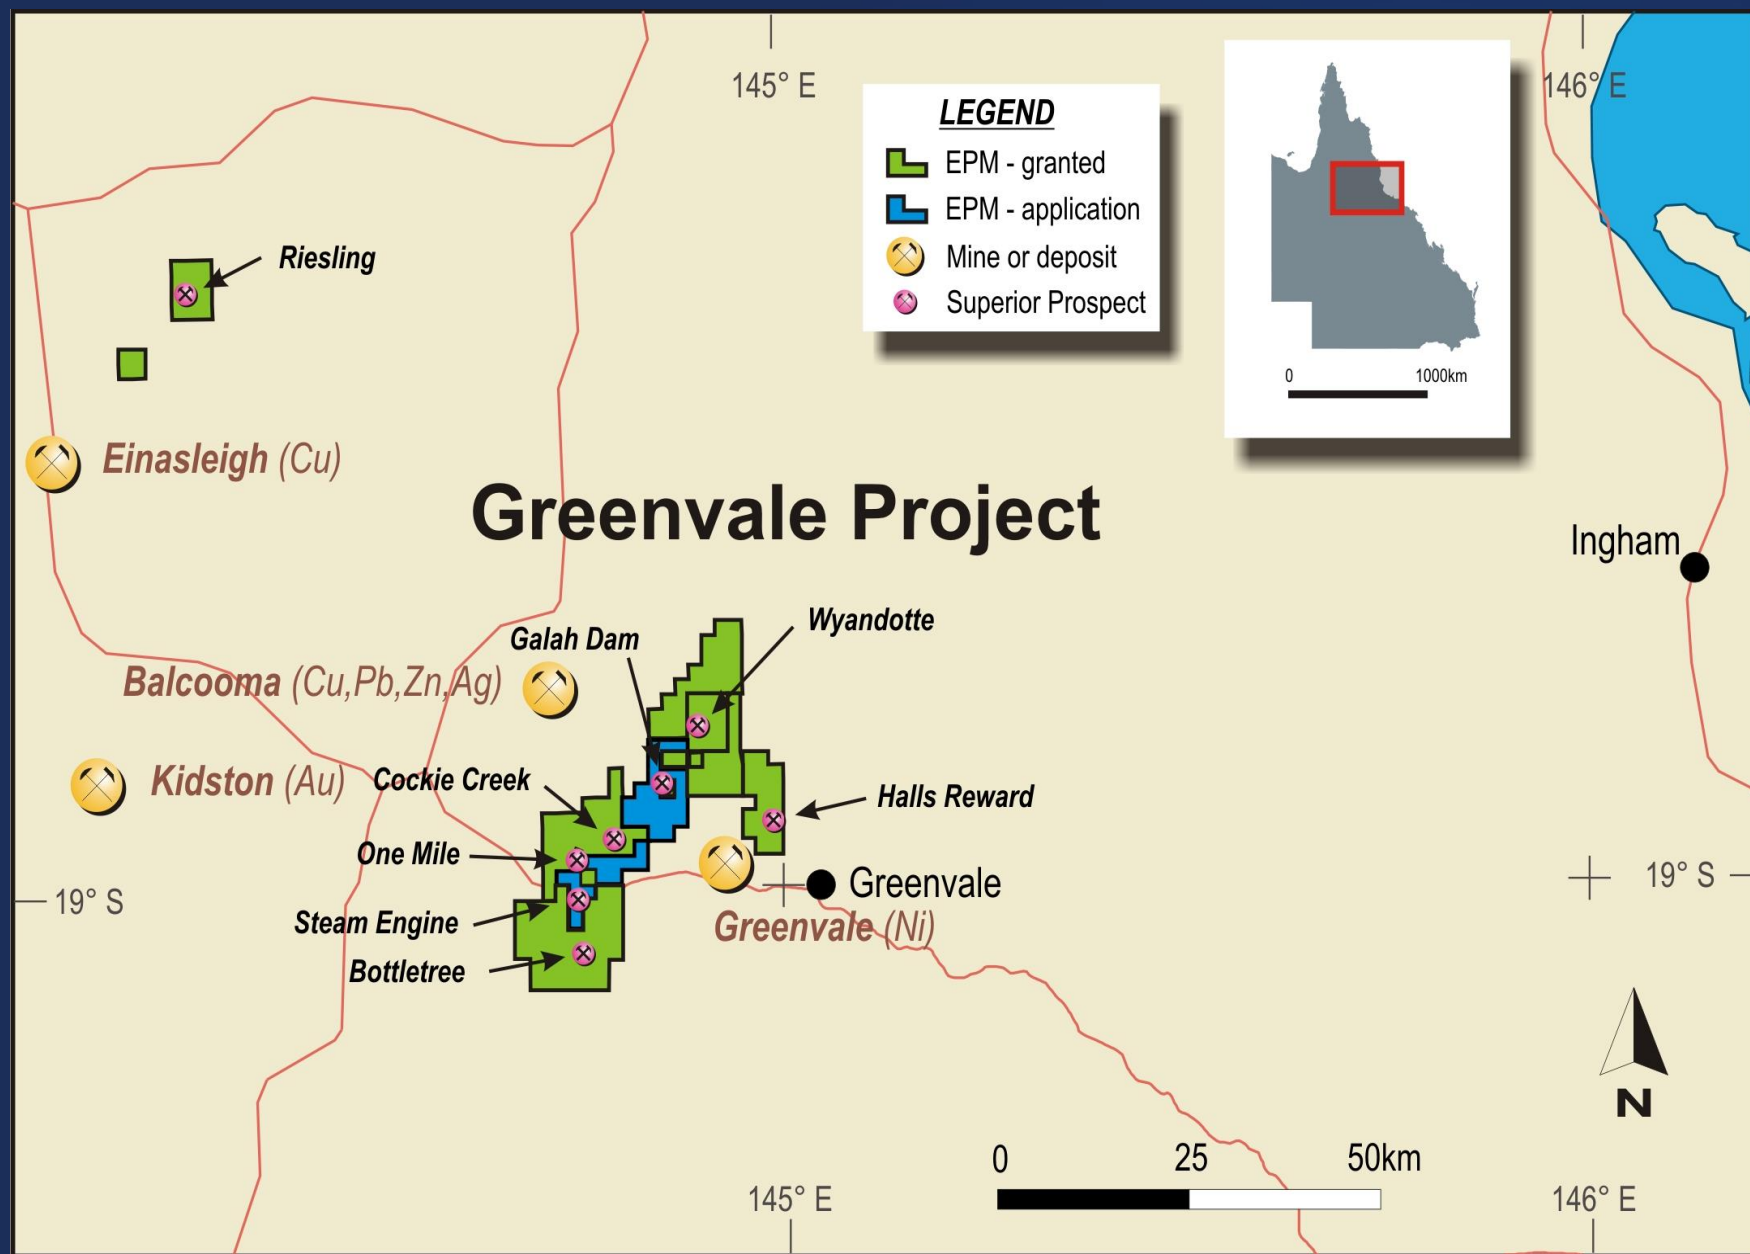 145° E
146° E
LEGEND
EPM - granted
EPM - application
Mine or deposit
Superior Prospect
0
1000km
Riesling
Einasleigh (Cu)
Greenvale Project
Ingham
Wyandotte
Galah Dam
Balcooma (Cu,Pb,Zn,Ag)
Kidston (Au)
Cockie Creek
Halls Reward
One Mile
Greenvale
19° S
19° S
Steam Engine
Greenvale (Ni)
Bottletree
N
0
25
50km
145° E
146° E